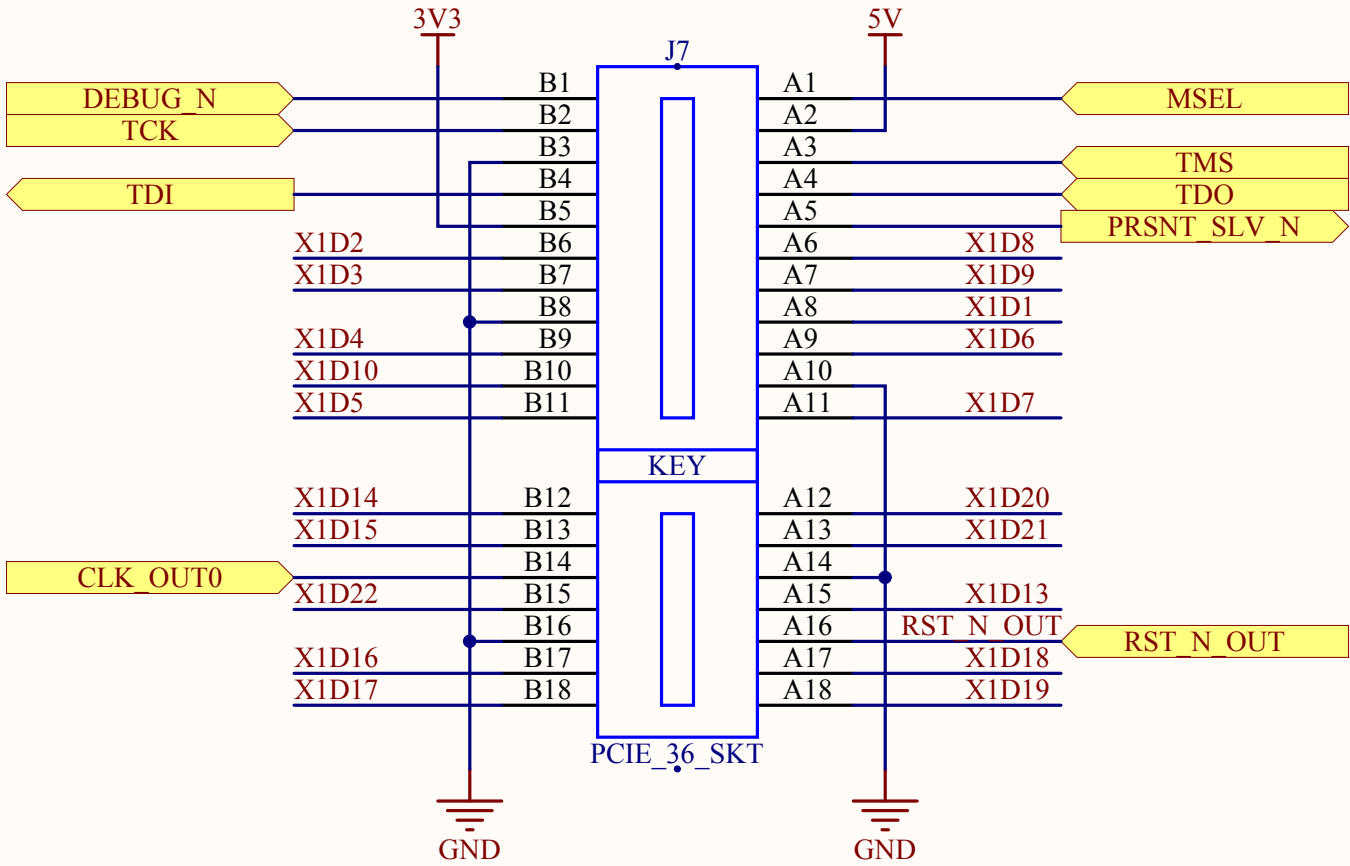 3V3 5V
J7
DEBUG_N B1 A1 MSEL
TCK B2 A2
B3 A3 TMS
TDI B4 A4 TDO
B5 A5 PRSNT_SLV_N
X1D2 B6 A6 X1D8
X1D3 B7 A7 X1D9
B8 A8 X1D1
X1D4 B9 A9 X1D6
X1D10 B10 A10
X1D5 B11 A11 X1D7
KEY
X1D14 B12 A12 X1D20
X1D15 B13 A13 X1D21
CLK_OUT0 B14 A14
X1D22 B15 A15 X1D13
B16 A16 RST_N_OUT RST_N_OUT
X1D16 B17 A17 X1D18
X1D17 B18 A18 X1D19
PCIE_36_SKT
GND GND